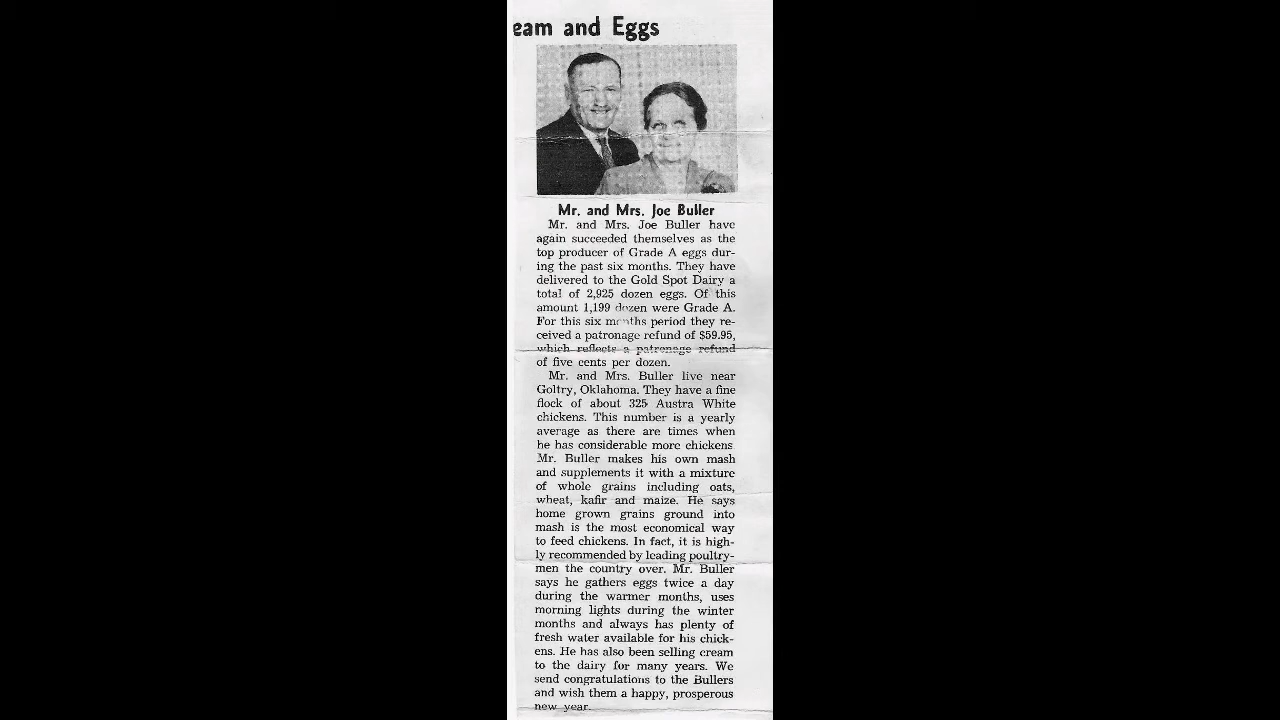 eam and Eggs
Mr. and Mrs. Joe Buller
Mr. and Mrs. Joe Buller have
again succeeded themselves as the
top producer of Grade A eggs dur-
ing the past six months. They have
delivered to the Gold Spot Dairy a
total of 2,925 dozen eggs. Of this
amount 1,199 dozen were Grade A.
For this six months period they re-
ceived a patronage refund of $59.95,
which reflects a patronage refund
of five cents per dozen.
Mr. and Mrs. Buller live near
Goltry, Oklahoma. They have a fine
flock of about 325 Austra White
chickens. This number is a yearly
average as there are times when
he has considerable more chickens
Mr. Buller makes his own mash
and supplements it with a mixture
of whole grains including oats,
wheat, kafir and maize. He says
home grown grains ground into
mash is the most economical way
to feed chickens. In fact, it is high-
ly recommended by leading poultry-
men the country over. Mr. Buller
says he gathers eggs twice a day
during the warmer months, uses
morning lights during the winter
months and always has plenty of
fresh water available for his chick-
ens. He has also been selling cream
to the dairy for many years. We
send congratulations to the Bullers
and wish them a happy, prosperous
new year.